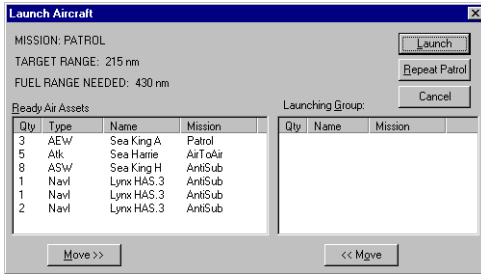 Launch Aircraft
MISSION: PATROL
TARGET RANGE: 215 nm
FUEL RANGE NEEDED: 430 nm
Launch
Repeat Patrol
Cancel
Ready Air Assets
Launching Group:
Qty Type Name Mission
3 AEW Sea King A Patrol
5 Atk Sea Harrie AirToAir
8 ASW Sea King H AntiSub
1 Navl Lynx HAS.3 AntiSub
1 Navl Lynx HAS.3 AntiSub
2 Navl Lynx HAS.3 AntiSub
Qty Name Mission
Move >>
<< Move